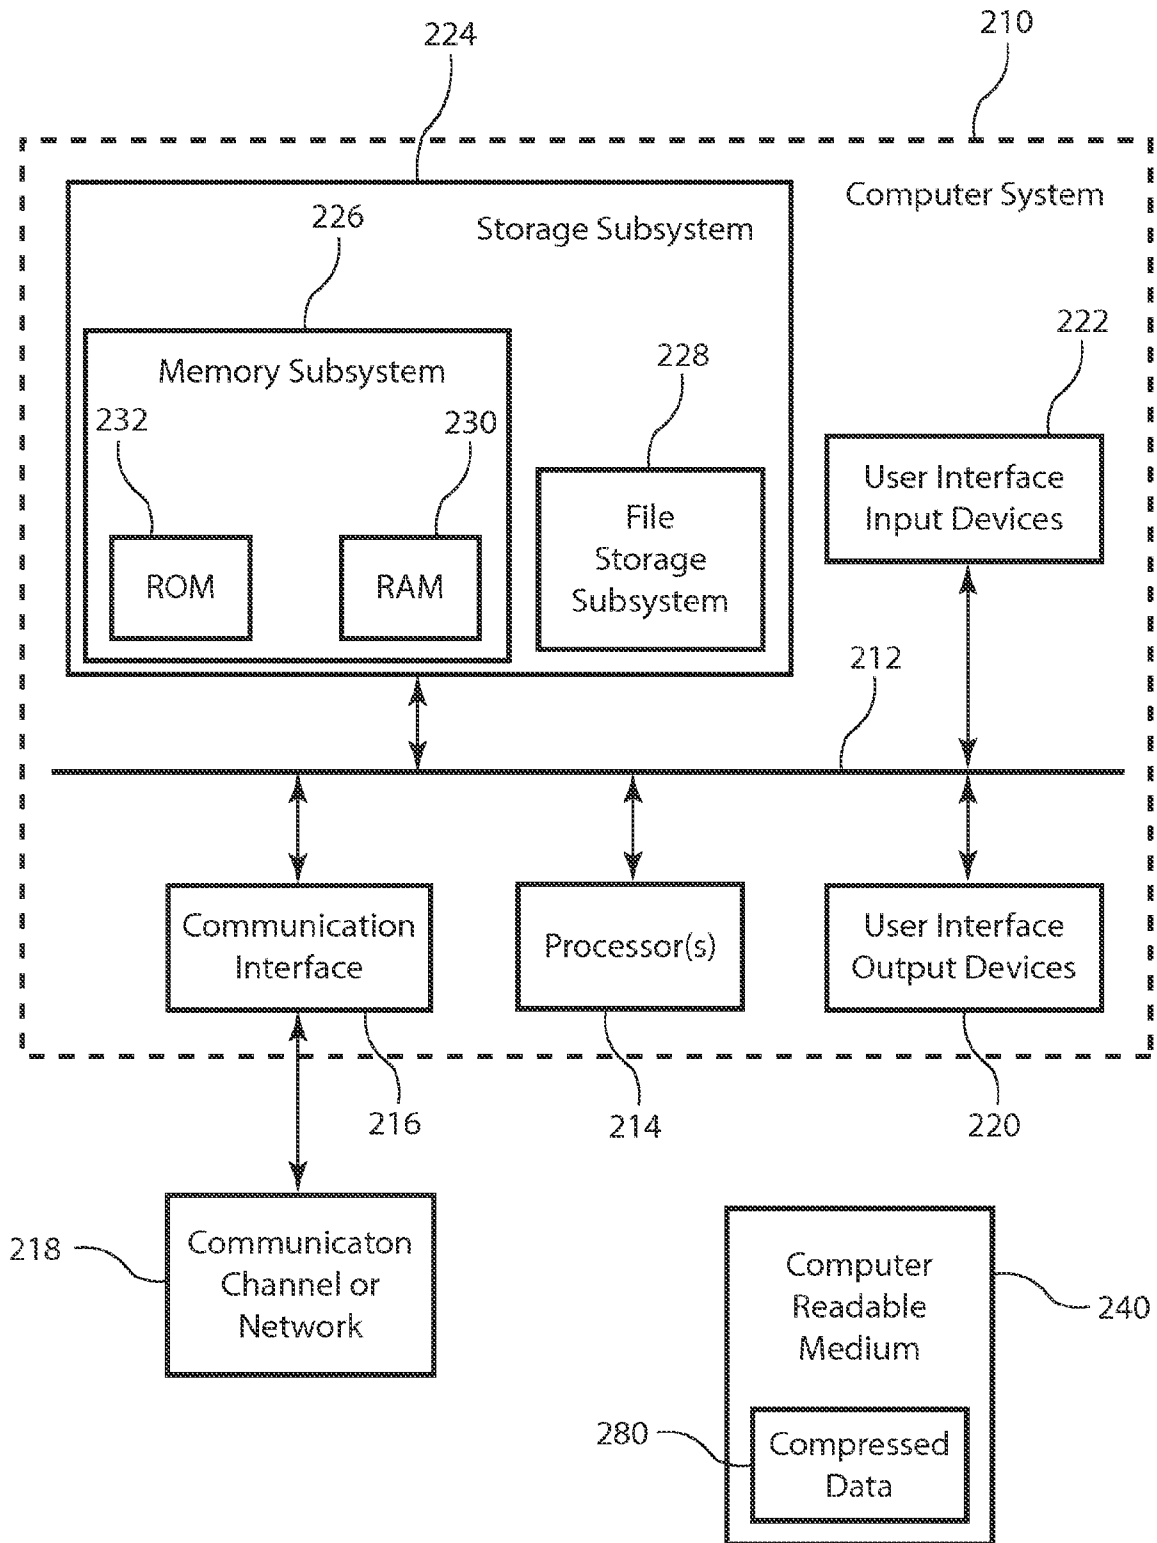 224
210
Computer System
Storage Subsystem
226
222
Memory Subsystem
228
232
230
User Interface
Input Devices
File
Storage
Subsystem
ROM
RAM
212
Communication
Interface
Processor(s)
User Interface
Output Devices
216
214
220
218
Communicaton
Channel or
Network
Computer
Readable
Medium
240
280
Compressed
Data